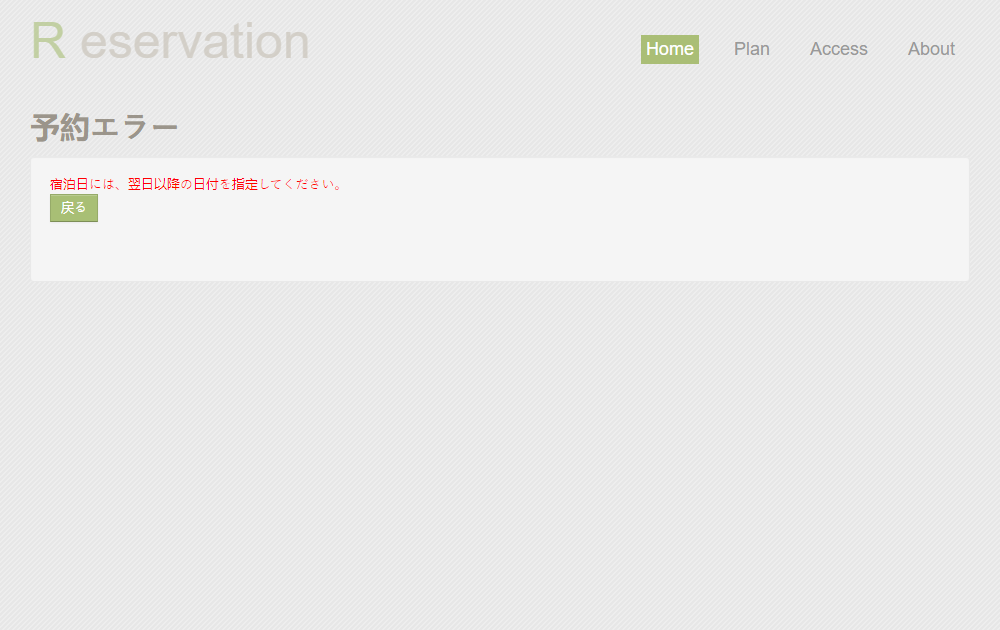 R eservation
Home Plan Access About
予約エラー
宿泊日には、翌日以降の日付を指定してください。
戻る